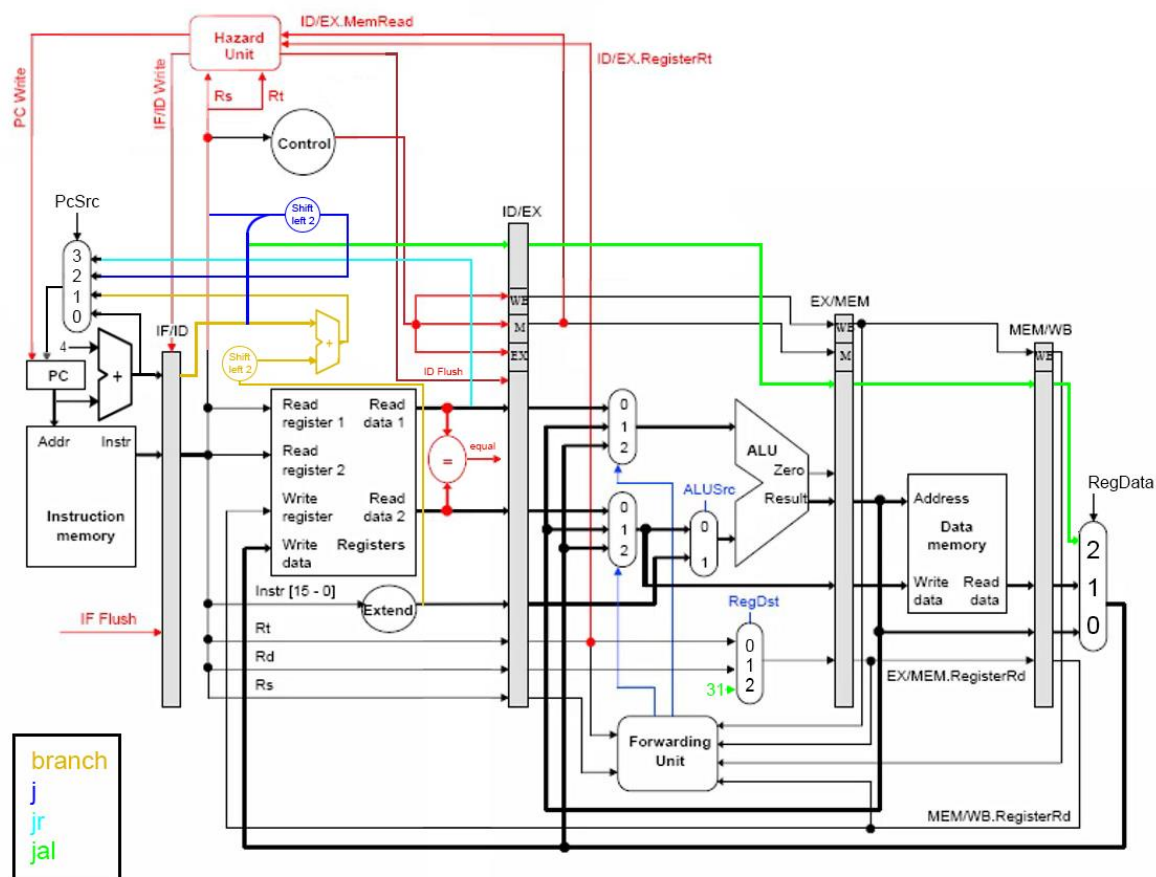 ID/EX.MemRead
Hazard
Unit
ID/EX.RegisterRt
PC Write
IF/ID Write
Rs
Rt
Control
PcSrc
Shift
left 2
ID/EX
3
2
1
0
WB
EX/MEM
IF/ID
M
WB
MEM/WB
4
+
Shift
left 2
+
EX
M
WB
PC
ID Flush
Read
register 1
Read
data 1
0
1
2
Addr
Instr
equal
=
ALU
Zero
Result
Read
register 2
ALUSrc
RegData
Instruction
memory
Write
register
Read
data 2
0
1
2
0
1
Address
Data
memory
2
1
0
Write
data
Registers
Write
data
Read
data
Instr [15 - 0]
Extend
RegDst
IF Flush
Rt
0
1
2
Rd
31
EX/MEM.RegisterRd
Rs
Forwarding
Unit
branch
j
jr
jal
MEM/WB.RegisterRd